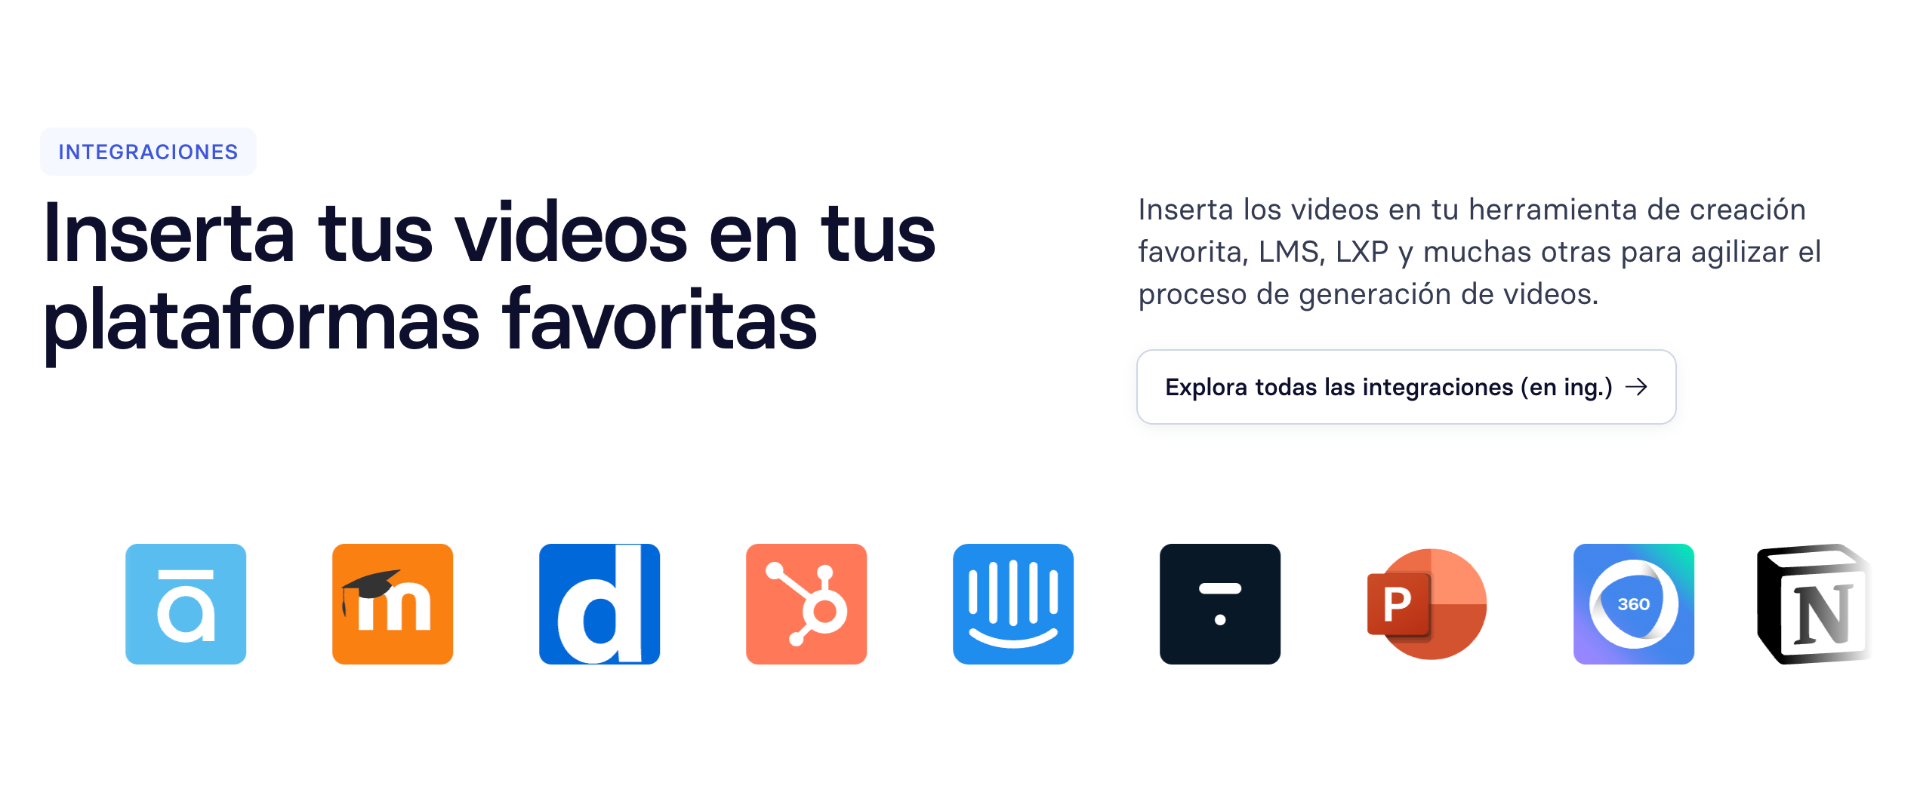 INTEGRACIONES
Inserta tus videos en tus
plataformas favoritas
Inserta los videos en tu herramienta de creación
favorita, LMS, LXP y muchas otras para agilizar el
proceso de generación de videos.
Explora todas las integraciones (en ing.) →
ā
m
d
P
360
N